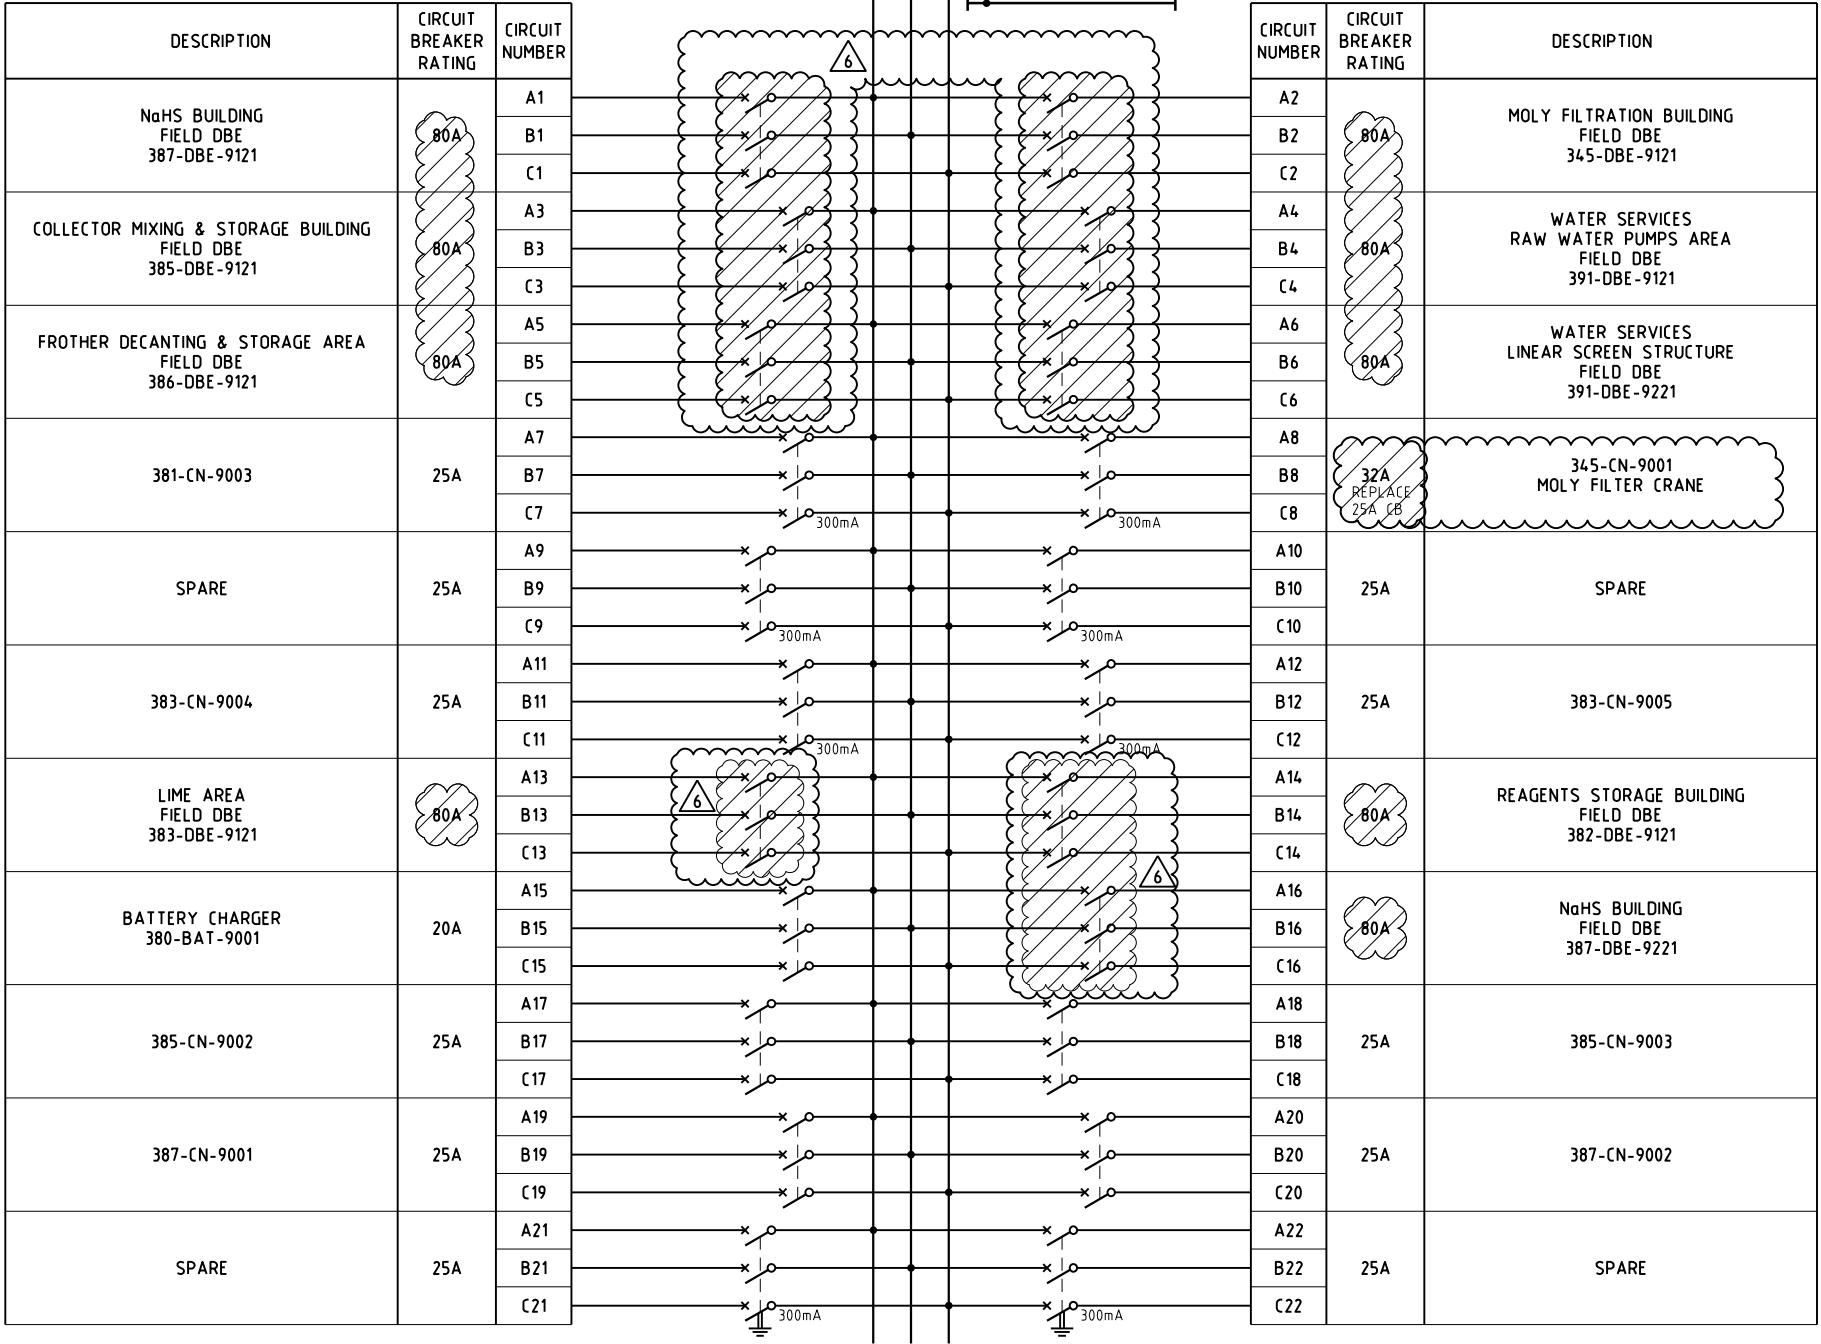 DESCRIPTION
CIRCUIT
BREAKER
RATING
CIRCUIT
NUMBER
NaHS BUILDING
FIELD DBE
387-DBE-9121
80A
A1
B1
C1
COLLECTOR MIXING & STORAGE BUILDING
FIELD DBE
385-DBE-9121
80A
A3
B3
C3
FROTHER DECANTING & STORAGE AREA
FIELD DBE
386-DBE-9121
80A
A5
B5
C5
381-CN-9003
25A
A7
B7
C7
SPARE
25A
A9
B9
C9
383-CN-9004
25A
A11
B11
C11
LIME AREA
FIELD DBE
383-DBE-9121
80A
A13
B13
C13
BATTERY CHARGER
380-BAT-9001
20A
A15
B15
C15
385-CN-9002
25A
A17
B17
C17
387-CN-9001
25A
A19
B19
C19
SPARE
25A
A21
B21
C21
6
300mA
300mA
300mA
300mA
300mA
300mA
6
6
300mA
300mA
CIRCUIT
NUMBER
CIRCUIT
BREAKER
RATING
DESCRIPTION
A2
B2
C2
80A
MOLY FILTRATION BUILDING
FIELD DBE
345-DBE-9121
A4
B4
C4
80A
WATER SERVICES
RAW WATER PUMPS AREA
FIELD DBE
391-DBE-9121
A6
B6
C6
80A
WATER SERVICES
LINEAR SCREEN STRUCTURE
FIELD DBE
391-DBE-9221
A8
B8
C8
32A
REPLACE
25A CB
345-CN-9001
MOLY FILTER CRANE
A10
B10
C10
25A
SPARE
A12
B12
C12
25A
383-CN-9005
A14
B14
C14
80A
REAGENTS STORAGE BUILDING
FIELD DBE
382-DBE-9121
A16
B16
C16
80A
NaHS BUILDING
FIELD DBE
387-DBE-9221
A18
B18
C18
25A
385-CN-9003
A20
B20
C20
25A
387-CN-9002
A22
B22
C22
25A
SPARE